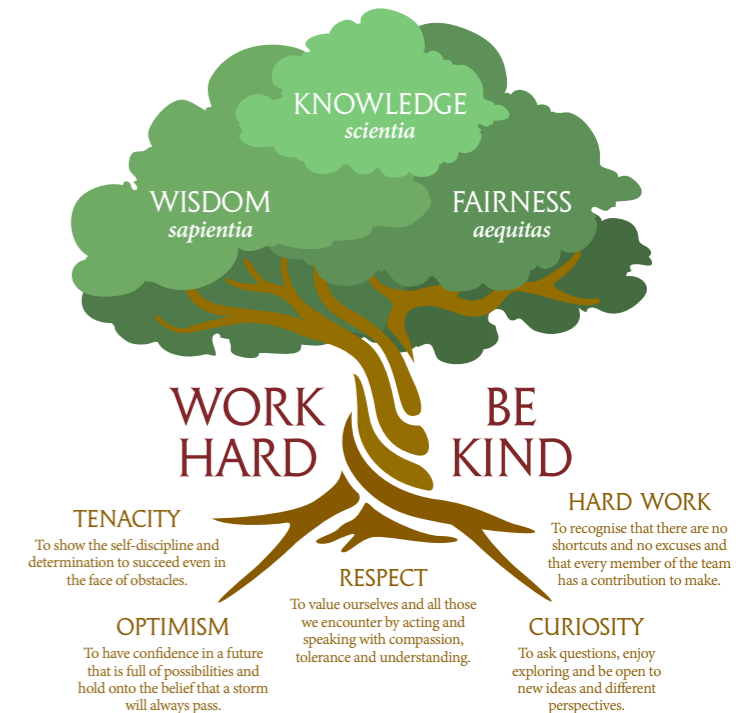 KNOWLEDGE
scientia
WISDOM
sapientia
FAIRNESS
aequitas
WORK
HARD
BE
KIND
TENACITY
To show the self-discipline and
determination to succeed even in
the face of obstacles.
HARD WORK
To recognise that there are no
shortcuts and no excuses and
that every member of the team
has a contribution to make.
RESPECT
To value ourselves and all those
we encounter by acting and
speaking with compassion,
tolerance and understanding.
OPTIMISM
To have confidence in a future
that is full of possibilities and
hold onto the belief that a storm
will always pass.
CURIOSITY
To ask questions, enjoy
exploring and be open to
new ideas and different
perspectives.